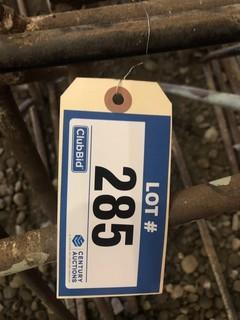 LOT #
285
ClubBid
CENTURY
AUCTIONS